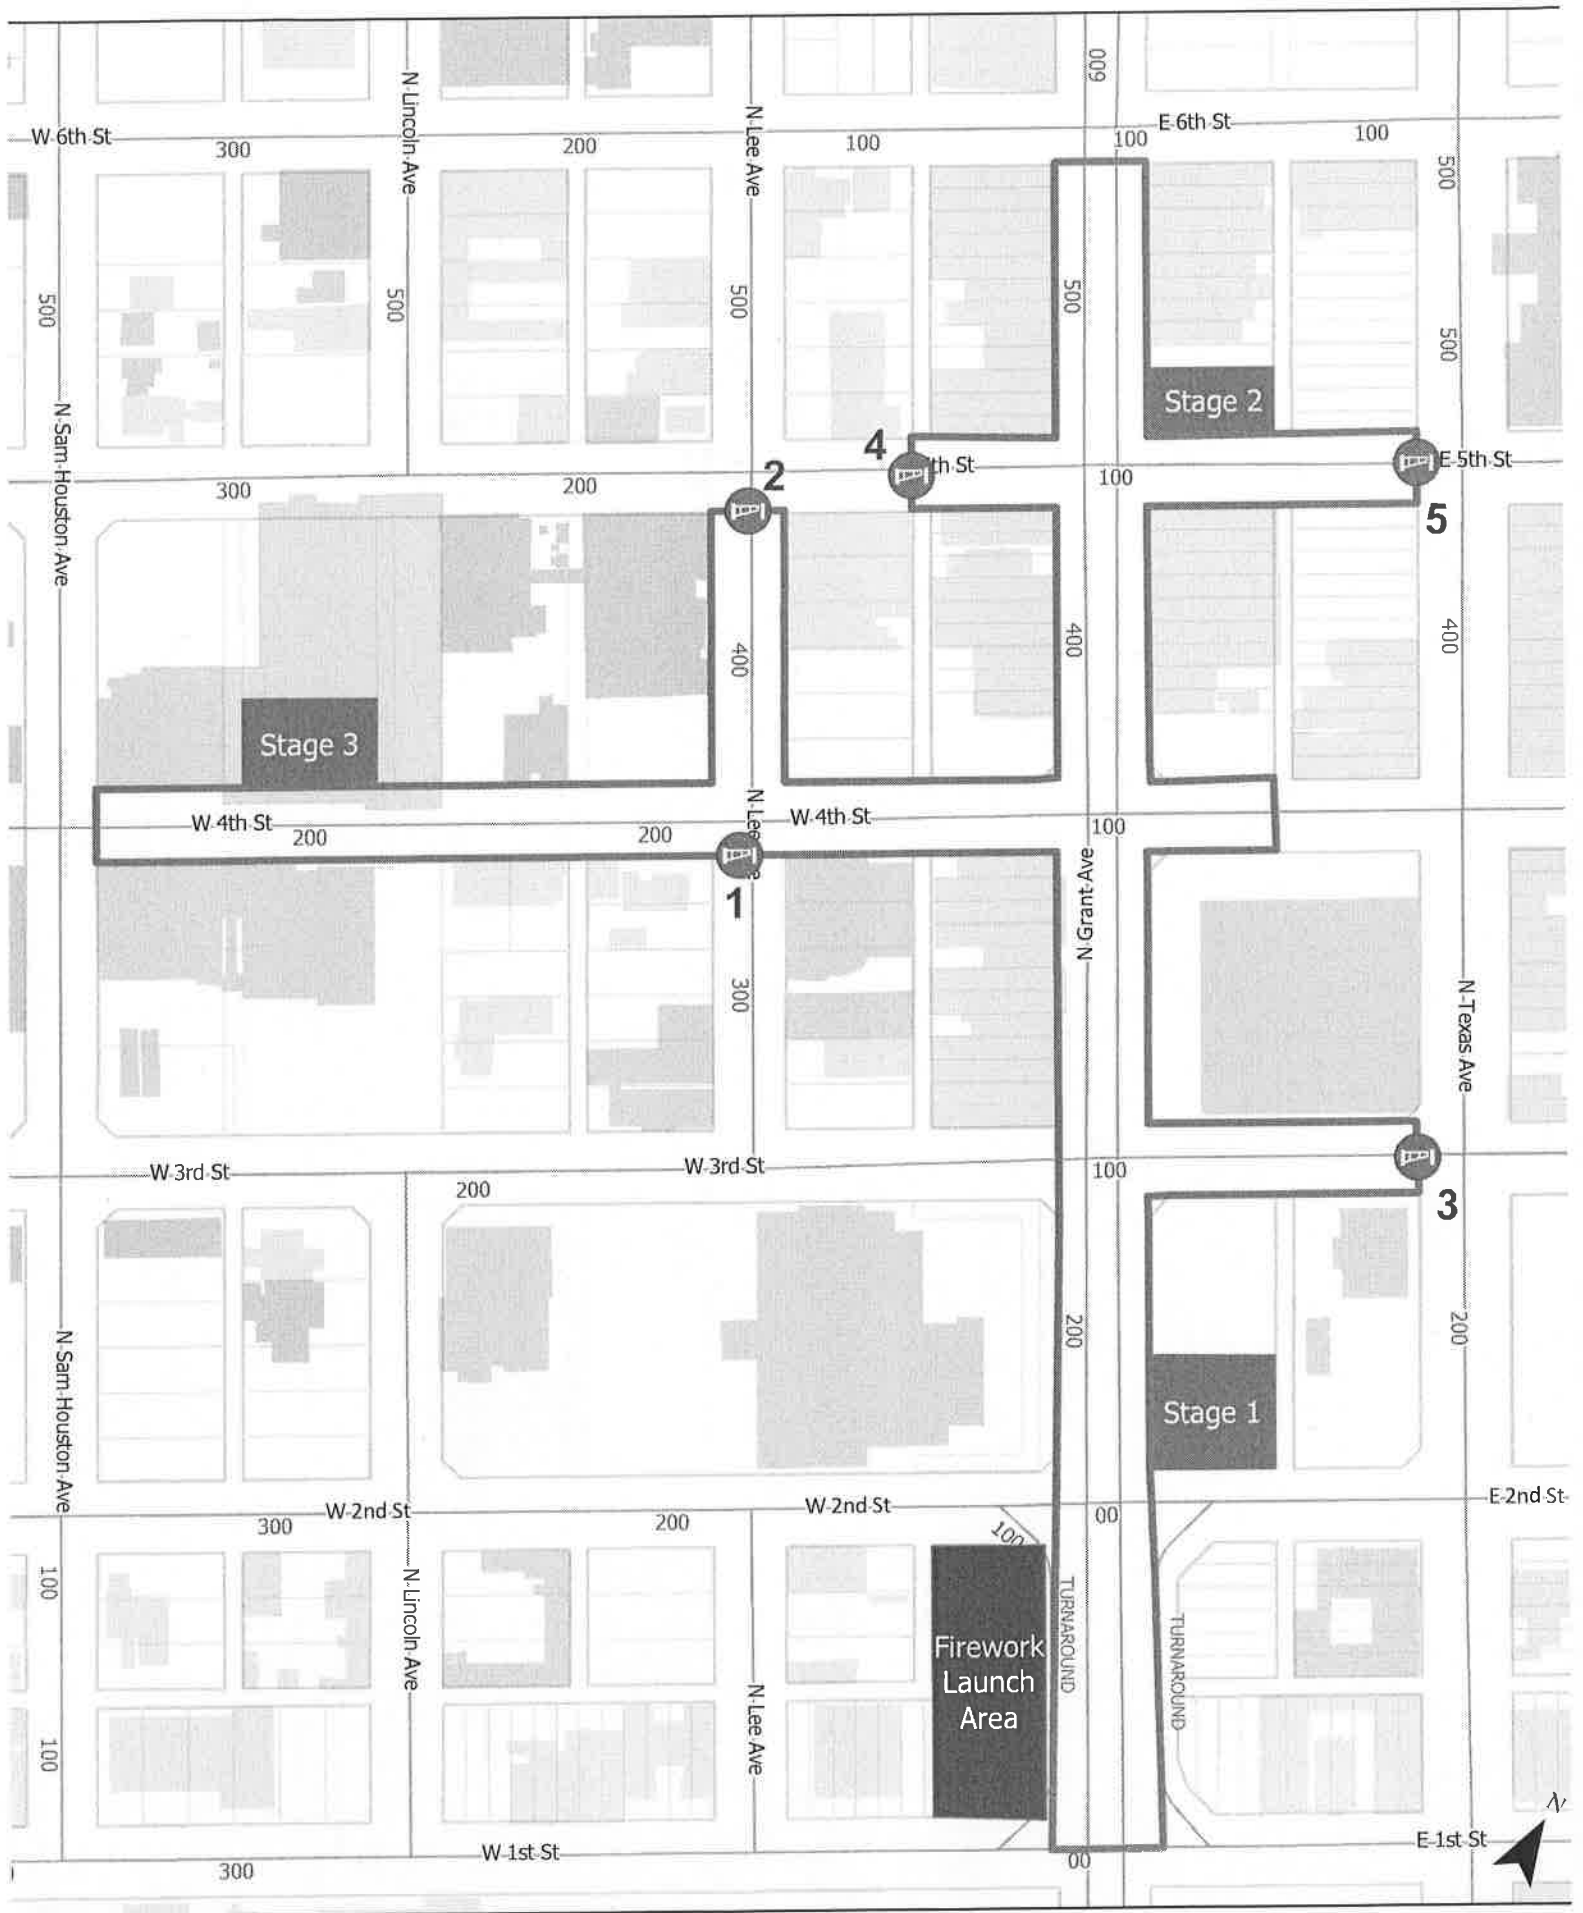 600
N Lincoln Ave
N Lee Ave
W 6th St
300
200
100
100
E 6th St
100
500
500
500
500
500
500
Stage 2
N Sam Houston Ave
4
th St
E 5th St
2
300
200
100
5
400
400
400
Stage 3
W 4th St
200
200
N Lee
W 4th St
100
1
N Grant Ave
300
N Texas Ave
W 3rd St
200
W 3rd St
100
3
N Sam Houston Ave
200
200
Stage 1
W 2nd St
300
200
W 2nd St
100
00
E 2nd St
100
N Lincoln Ave
TURNAROUND
TURNAROUND
Firework
Launch
Area
N Lee Ave
100
N
W 1st St
E 1st St
300
00